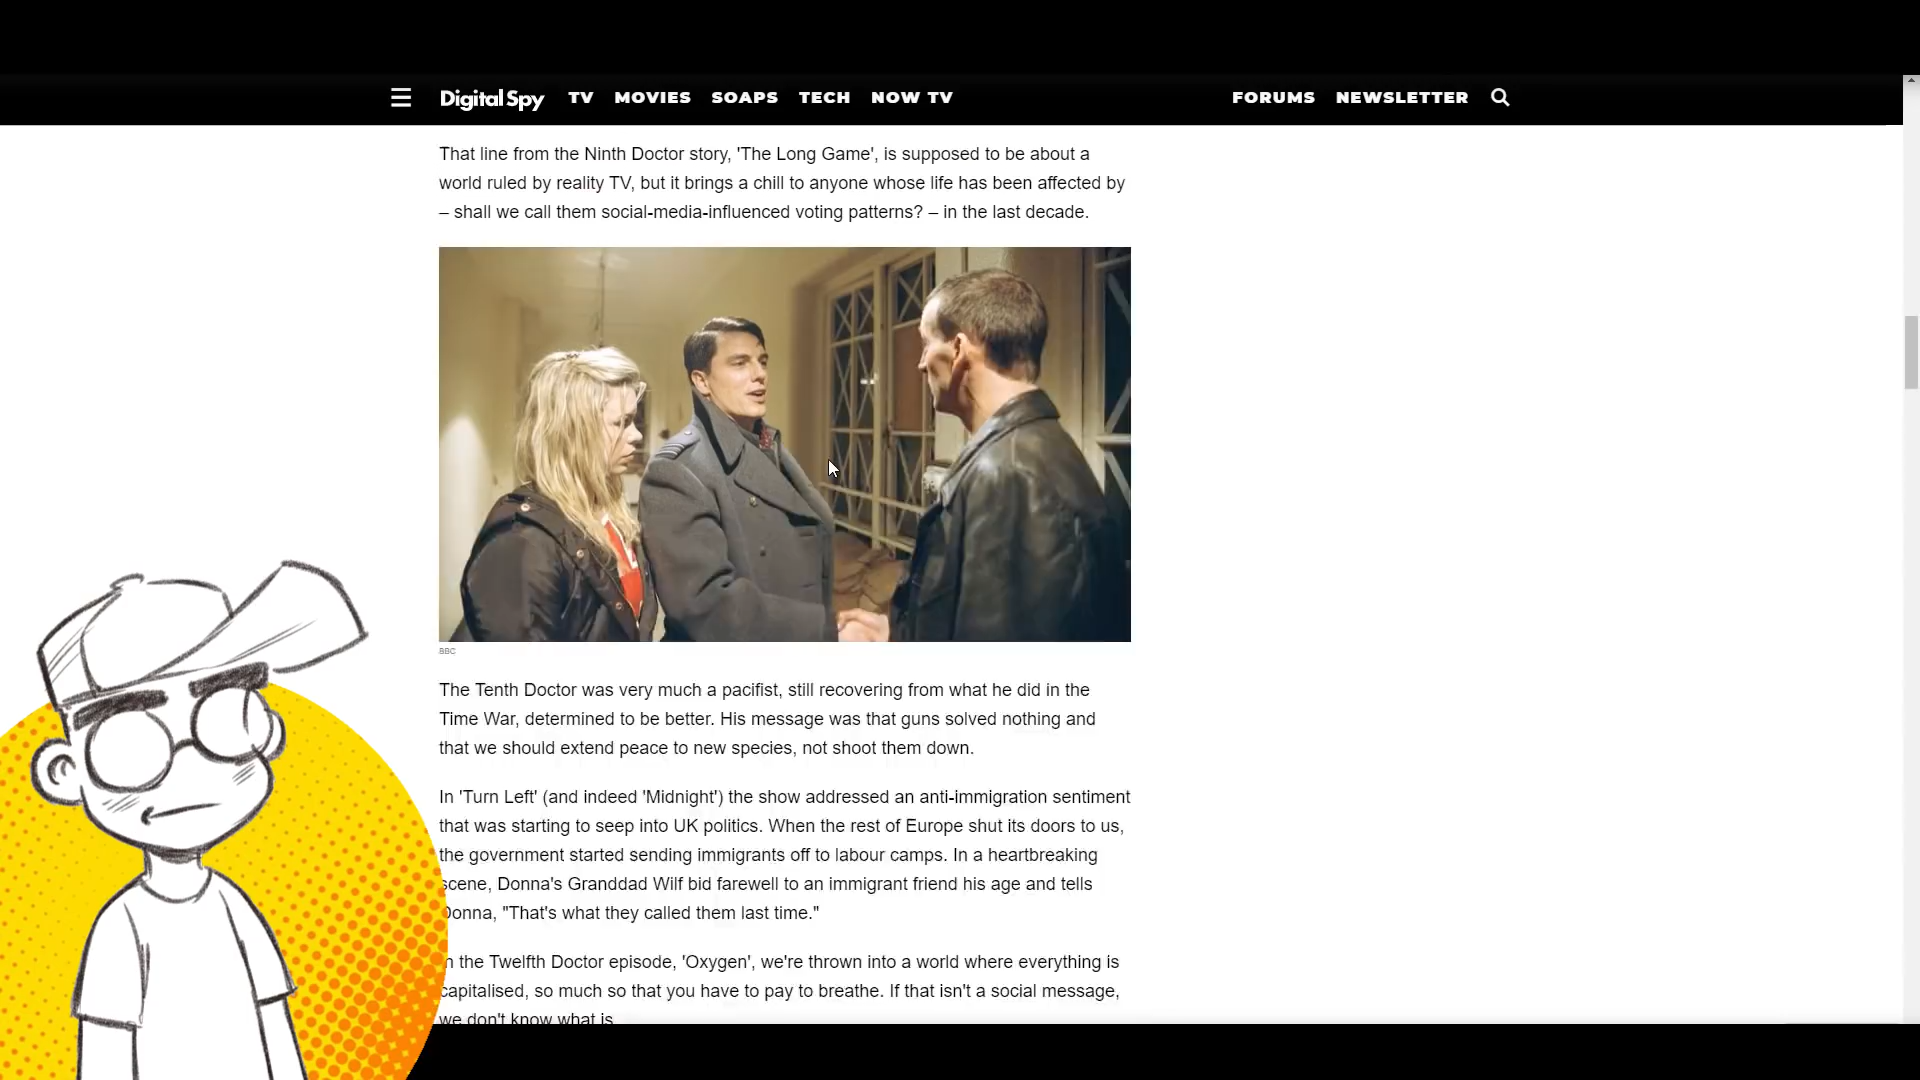 Digital Spy TV MOVIES SOAPS TECH NOW TV FORUMS NEWSLETTER
That line from the Ninth Doctor story, 'The Long Game', is supposed to be about a
world ruled by reality TV, but it brings a chill to anyone whose life has been affected by
– shall we call them social-media-influenced voting patterns? – in the last decade.
BBC
The Tenth Doctor was very much a pacifist, still recovering from what he did in the
Time War, determined to be better. His message was that guns solved nothing and
that we should extend peace to new species, not shoot them down.
In 'Turn Left' (and indeed 'Midnight') the show addressed an anti-immigration sentiment
that was starting to seep into UK politics. When the rest of Europe shut its doors to us,
the government started sending immigrants off to labour camps. In a heartbreaking
scene, Donna's Granddad Wilf bid farewell to an immigrant friend his age and tells
Donna, "That's what they called them last time."
In the Twelfth Doctor episode, 'Oxygen', we're thrown into a world where everything is
capitalised, so much so that you have to pay to breathe. If that isn't a social message,
we don't know what is.